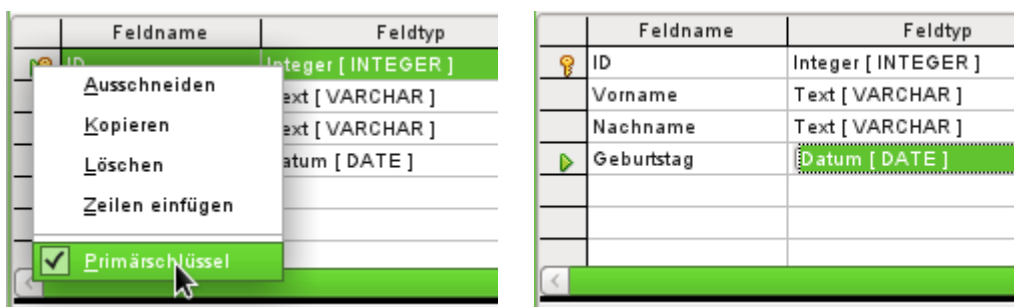 Feldname Feldtyp
ID Integer [ INTEGER ]
Ausschneiden
ext [ VARCHAR ]
Kopieren
ext [ VARCHAR ]
Löschen
atum [ DATE ]
Zeilen einfügen
Primärschlüssel
Feldname Feldtyp
ID Integer [ INTEGER ]
Vorname Text [ VARCHAR ]
Nachname Text [ VARCHAR ]
Geburtstag Datum [ DATE ]